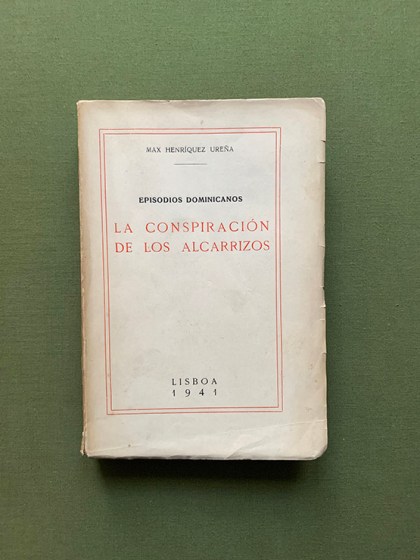 MAX HENRÍQUEZ UREÑA
EPISODIOS DOMINICANOS
LA CONSPIRACIÓN
DE LOS ALCARRIZOS
LISBOA
1941